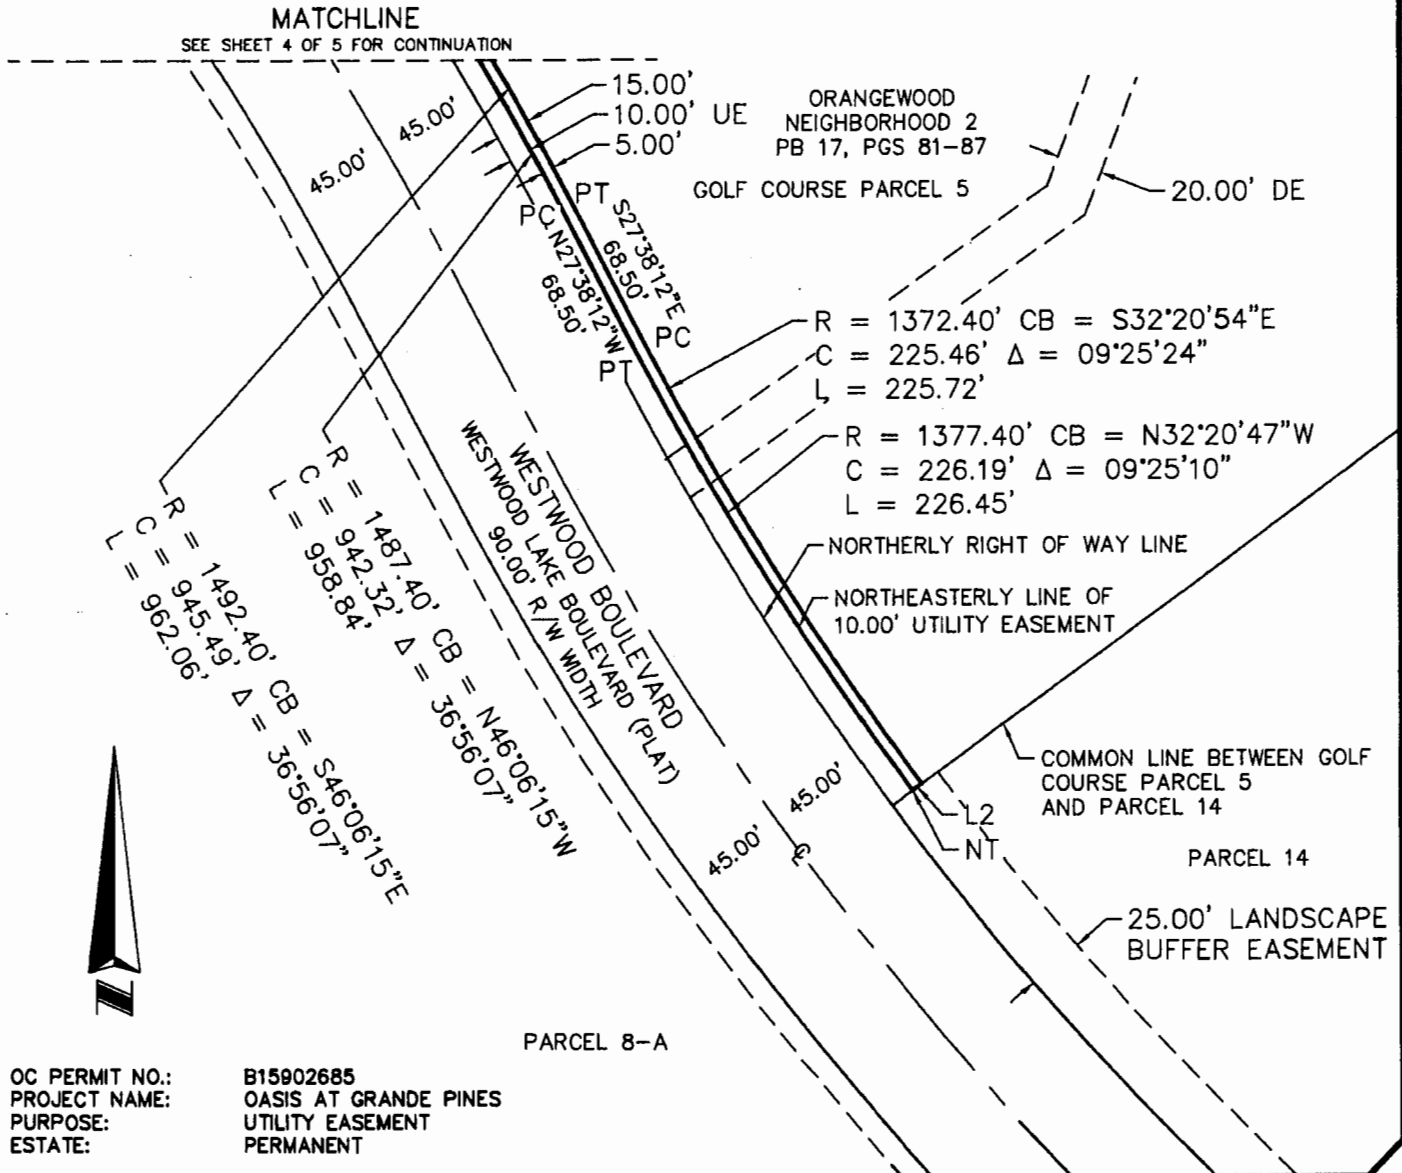 MATCHLINE
SEE SHEET 4 OF 5 FOR CONTINUATION
15.00'
10.00' UE
5.00'
45.00'
45.00'
ORANGEWOOD
NEIGHBORHOOD 2
PB 17, PGS 81-87
GOLF COURSE PARCEL 5
20.00' DE
PT
S27°38'12"E
68.50'
PC
PC
N27°38'12"W
68.50'
PT
R = 1372.40' CB = S32°20'54"E
C = 225.46' Δ = 09°25'24"
L = 225.72'
R = 1377.40' CB = N32°20'47"W
C = 226.19' Δ = 09°25'10"
L = 226.45'
NORTHERLY RIGHT OF WAY LINE
NORTHEASTERLY LINE OF
10.00' UTILITY EASEMENT
R = 1487.40' CB = N46°06'15"W
C = 942.32' Δ = 36°56'07"
L = 958.84'
R = 1492.40' CB = S46°06'15"E
C = 945.49' Δ = 36°56'07"
L = 962.06'
WESTWOOD BOULEVARD
WESTWOOD LAKE BOULEVARD (PLAT)
90.00' R/W WIDTH
45.00'
45.00'
℄
COMMON LINE BETWEEN GOLF
COURSE PARCEL 5
AND PARCEL 14
L2
NT
PARCEL 14
25.00' LANDSCAPE
BUFFER EASEMENT
N
PARCEL 8-A
OC PERMIT NO.: B15902685
PROJECT NAME: OASIS AT GRANDE PINES
PURPOSE: UTILITY EASEMENT
ESTATE: PERMANENT